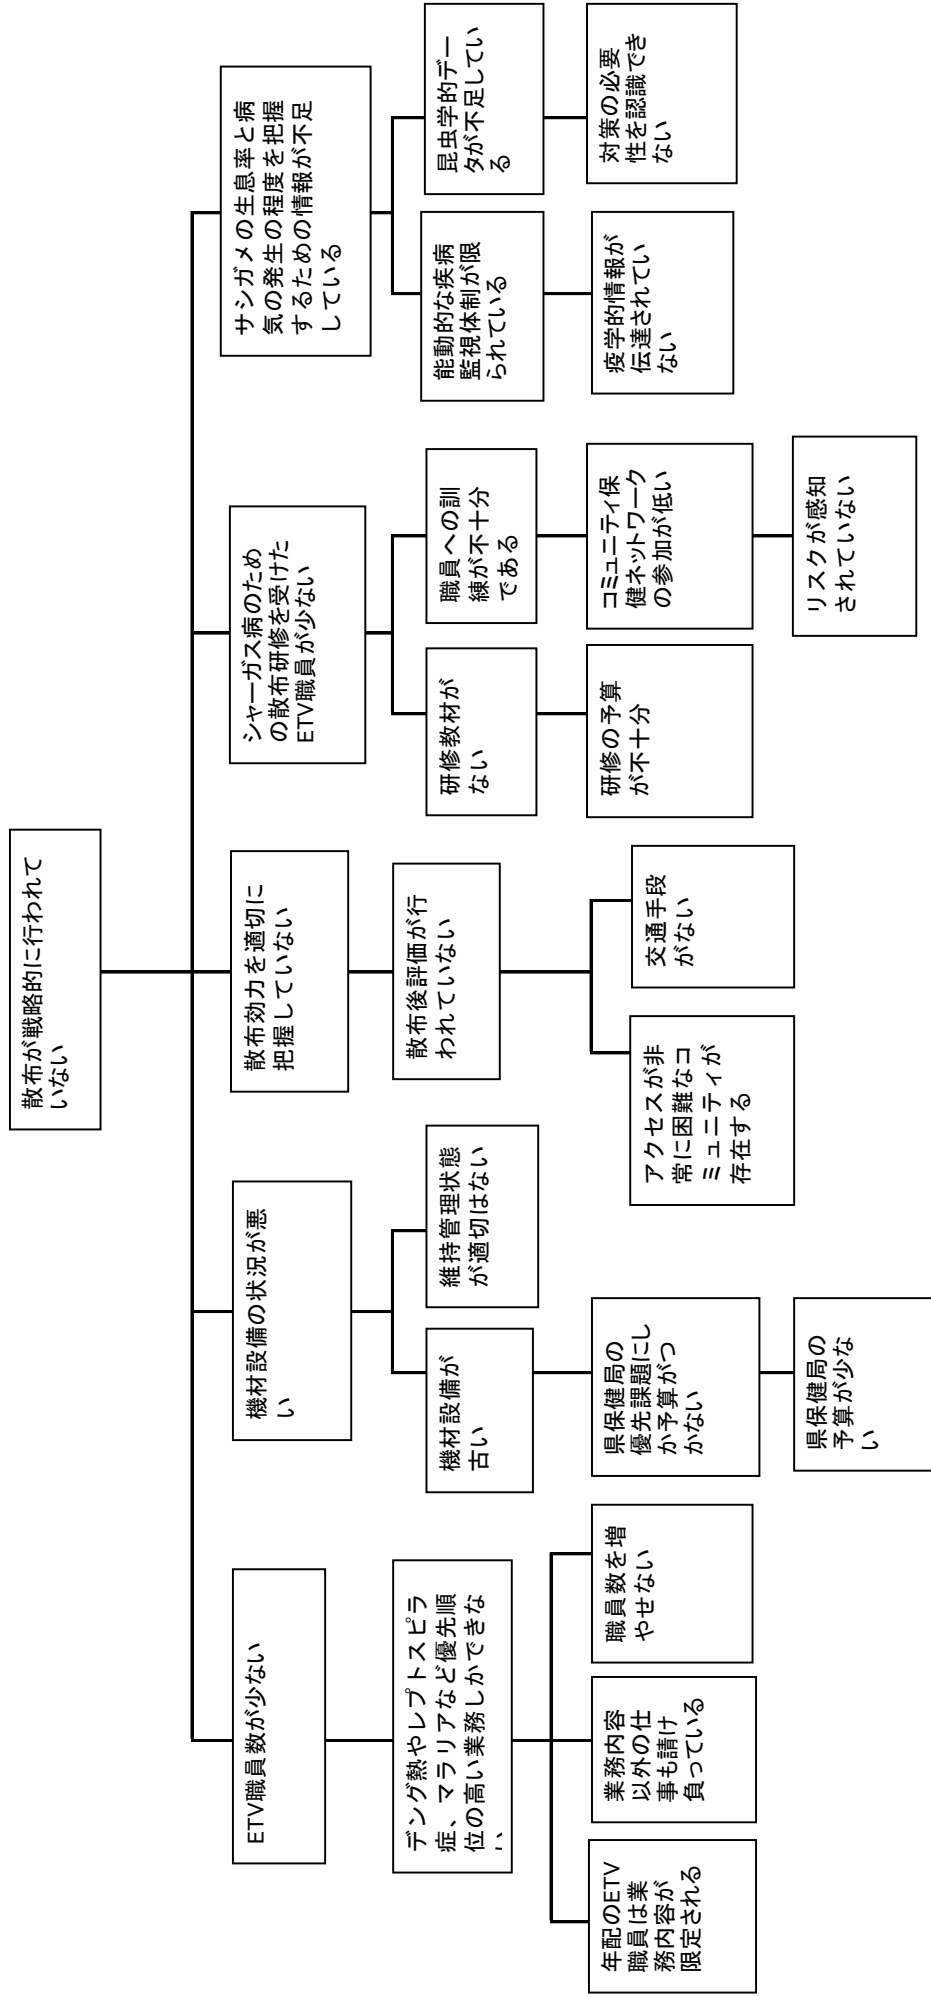 散布が戦略的に行われて
いない
ETV職員数が少ない
機材設備の状況が悪
い
散布効力を適切に
把握していない
シャーガス病のため
の散布研修を受けた
ETV職員が少ない
サシガメの生息率と病
気の発生の程度を把握
するための情報が不足
している
デング熱やレプトスピラ
症、マラリアなど優先順
位の高い業務しかできな
い
機材設備が
古い
維持管理状態
が適切はない
散布後評価が行
われていない
研修教材が
ない
職員への訓
練が不十分
である
能動的な疾病
監視体制が限
られている
昆虫学的デー
タが不足してい
る
年配のETV
職員は業
務内容が
限定される
業務内容
以外の仕
事も請け
負っている
職員数を増
やせない
県保健局の
優先課題にし
か予算がつ
かない
アクセスが非
常に困難なコ
ミュニティが
存在する
交通手段
がない
研修の予算
が不十分
コミュニティ保
健ネットワーク
の参加が低い
疫学的情報が
伝達されてい
ない
対策の必要
性を認識でき
ない
県保健局の
予算が少な
い
リスクが感知
されていない